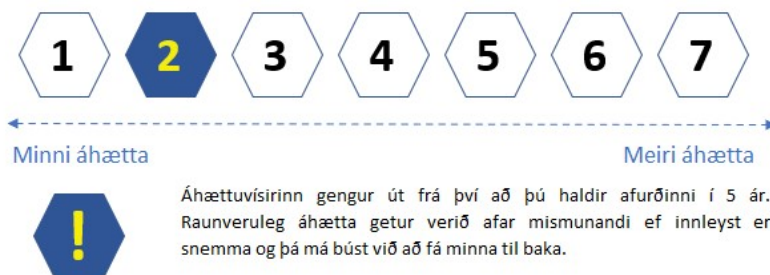 1 2 3 4 5 6 7
Minni áhætta Meiri áhætta
! Áhættuvísirinn gengur út frá því að þú haldir afurðinni í 5 ár.
Raunveruleg áhætta getur verið afar mismunandi ef innleyst er
snemma og þá má búst við að fá minna til baka.